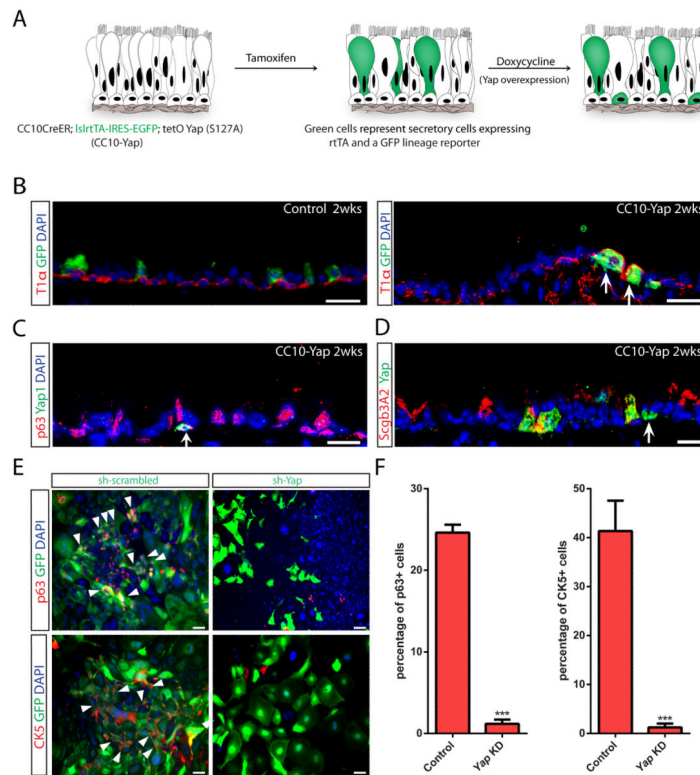 A
Tamoxifen
Doxycycline
(Yap overexpression)
CC10CreER; lslrtTA-IRES-EGFP; tetO Yap (S127A)
(CC10-Yap)
Green cells represent secretory cells expressing
rtTA and a GFP lineage reporter
B
T1α GFP DAPI
Control 2wks
T1α GFP DAPI
CC10-Yap 2wks
C
p63 Yap1 DAPI
CC10-Yap 2wks
D
Scgb3A2 Yap
CC10-Yap 2wks
E
sh-scrambled
sh-Yap
p63 GFP DAPI
CK5 GFP DAPI
F
percentage of p63+ cells
30
20
10
0
***
Control
Yap KD
percentage of CK5+ cells
50
40
30
20
10
0
***
Control
Yap KD